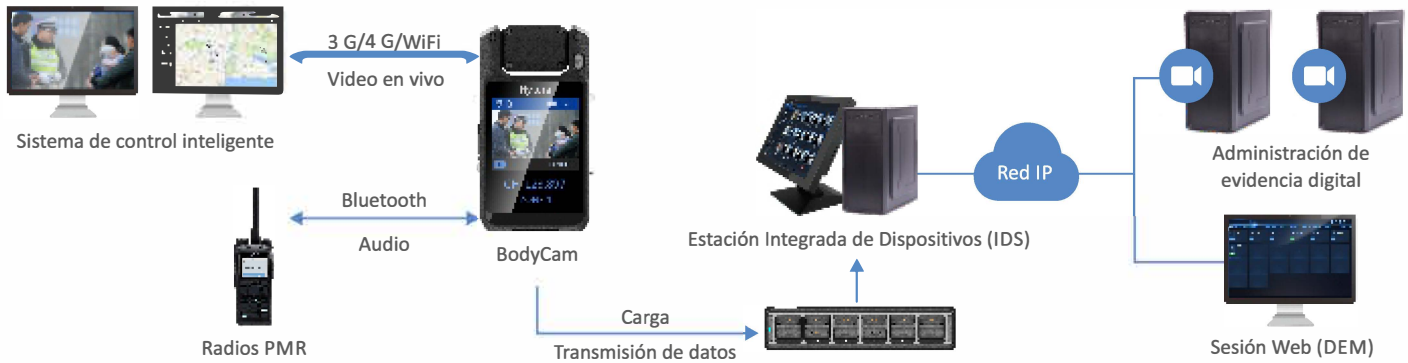 3 G/4 G/WiFi
Video en vivo
Sistema de control inteligente
Hytera
Bluetooth
Audio
BodyCam
Radios PMR
Carga
Transmisión de datos
Estación Integrada de Dispositivos (IDS)
Red IP
Administración de
evidencia digital
Sesión Web (DEM)